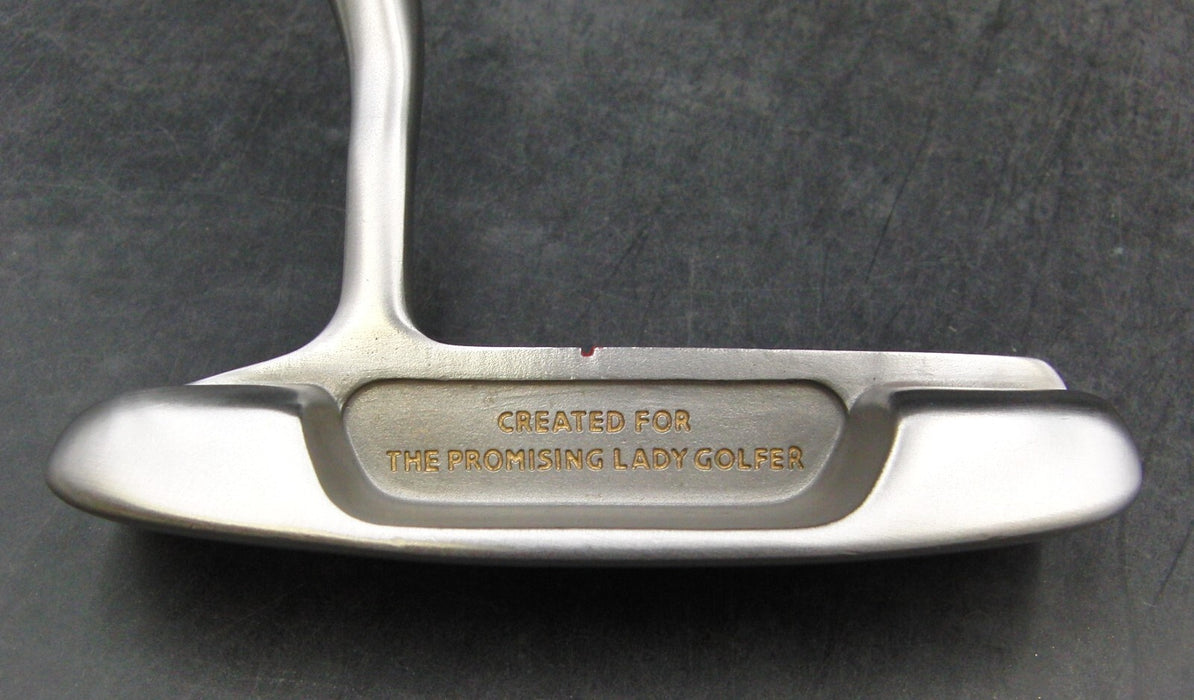 CREATED FOR
THE PROMISING LADY GOLFER